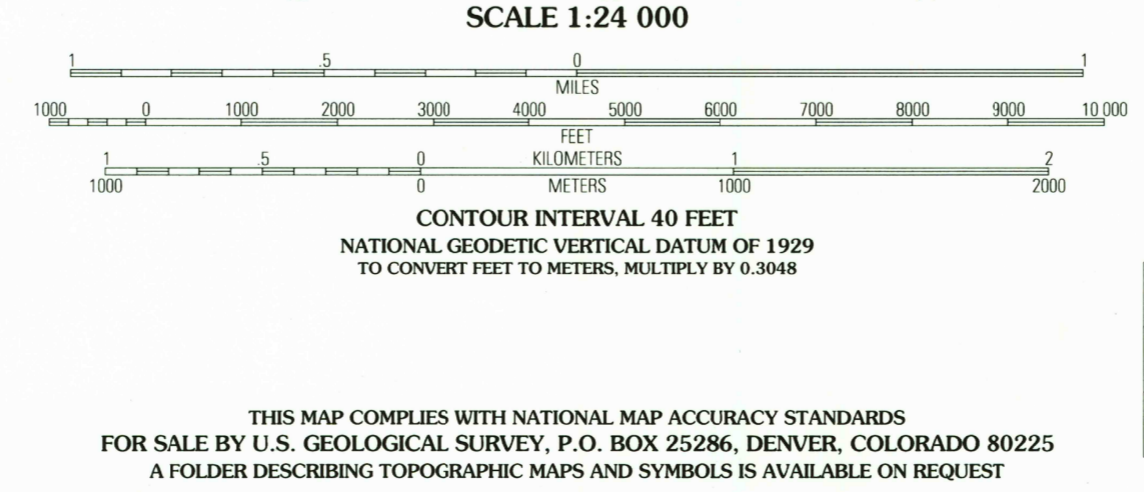 SCALE 1:24 000
1 .5 0 1
MILES
1000 0 1000 2000 3000 4000 5000 6000 7000 8000 9000 10 000
FEET
1 .5 0 KILOMETERS 1 2
1000 0 METERS 1000 2000
CONTOUR INTERVAL 40 FEET
NATIONAL GEODETIC VERTICAL DATUM OF 1929
TO CONVERT FEET TO METERS, MULTIPLY BY 0.3048
THIS MAP COMPLIES WITH NATIONAL MAP ACCURACY STANDARDS
FOR SALE BY U.S. GEOLOGICAL SURVEY, P.O. BOX 25286, DENVER, COLORADO 80225
A FOLDER DESCRIBING TOPOGRAPHIC MAPS AND SYMBOLS IS AVAILABLE ON REQUEST